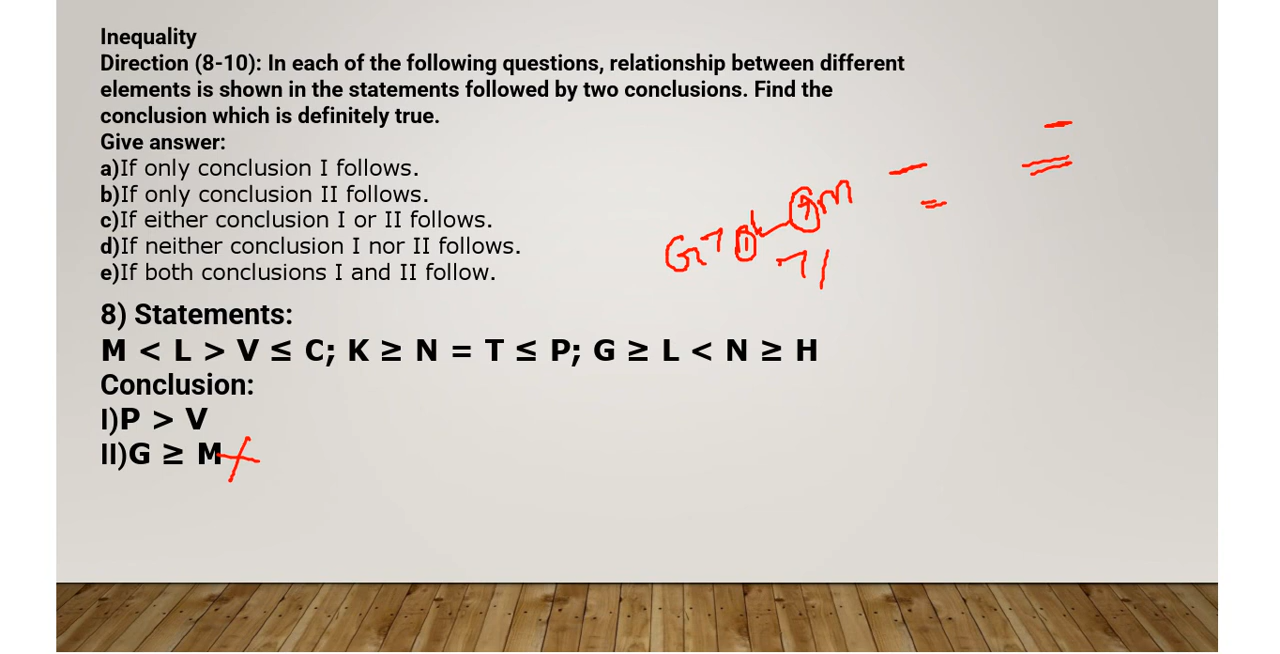 Inequality
Direction (8-10): In each of the following questions, relationship between different
elements is shown in the statements followed by two conclusions. Find the
conclusion which is definitely true.
Give answer:
a)If only conclusion I follows.
b)If only conclusion II follows.
c)If either conclusion I or II follows.
d)If neither conclusion I nor II follows.
e)If both conclusions I and II follow.
8) Statements:
M < L > V ≤ C; K ≥ N = T ≤ P; G ≥ L < N ≥ H
Conclusion:
I)P > V
II)G ≥ M